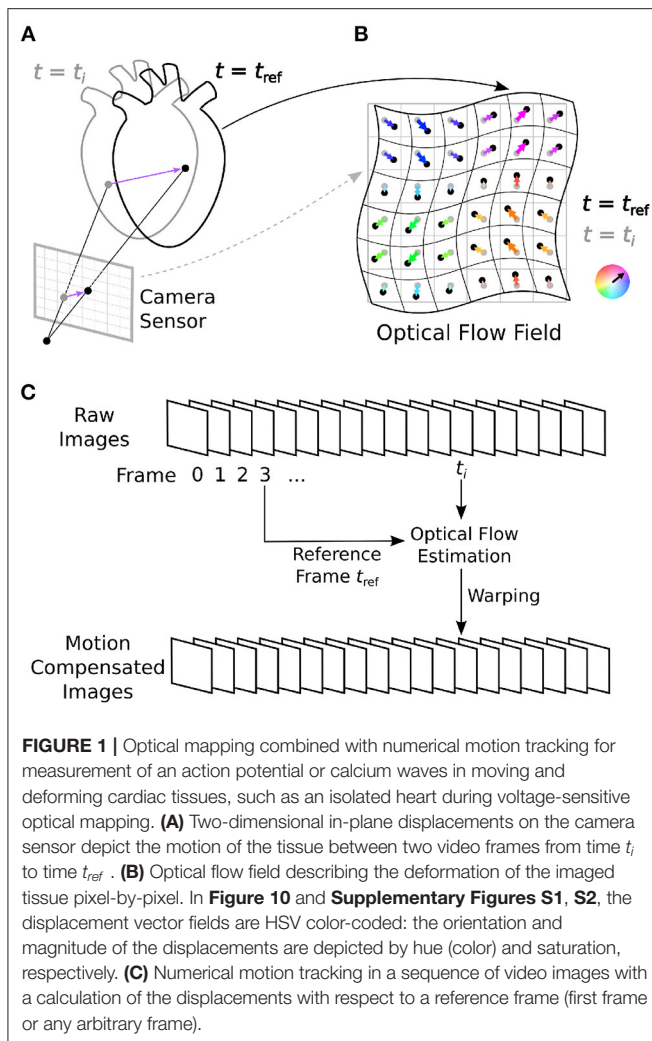 A
t = ti
t = tref
B
t = tref
t = ti
Camera
Sensor
Optical Flow Field
C
Raw
Images
Frame 0 1 2 3 ...
ti
Reference
Frame tref
Optical Flow
Estimation
Warping
Motion
Compensated
Images
FIGURE 1 | Optical mapping combined with numerical motion tracking for
measurement of an action potential or calcium waves in moving and
deforming cardiac tissues, such as an isolated heart during voltage-sensitive
optical mapping. (A) Two-dimensional in-plane displacements on the camera
sensor depict the motion of the tissue between two video frames from time ti
to time tref . (B) Optical flow field describing the deformation of the imaged
tissue pixel-by-pixel. In Figure 10 and Supplementary Figures S1, S2, the
displacement vector fields are HSV color-coded: the orientation and
magnitude of the displacements are depicted by hue (color) and saturation,
respectively. (C) Numerical motion tracking in a sequence of video images with
a calculation of the displacements with respect to a reference frame (first frame
or any arbitrary frame).